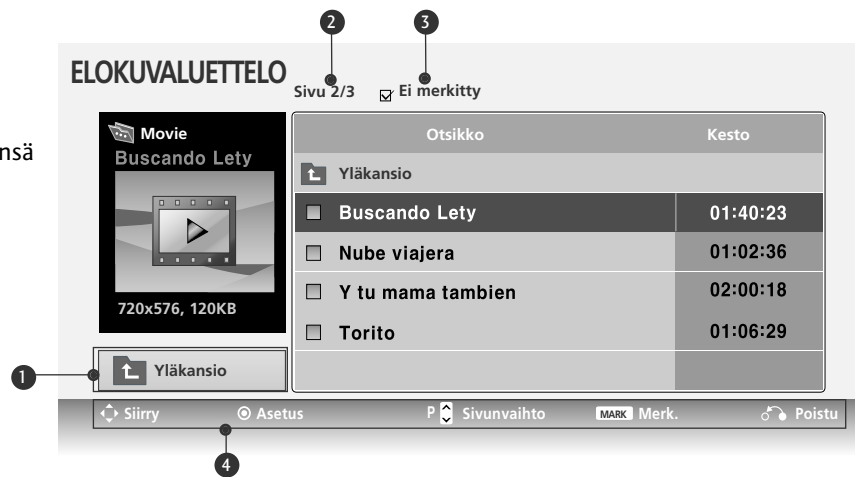 2 3
ELOKUVALUETTELO
Sivu 2/3 Ei merkitty
nsä
Movie
Buscando Lety
720x576, 120KB
Otsikko Kesto
Yläkansio
Buscando Lety 01:40:23
Nube viajera 01:02:36
Y tu mama tambien 02:00:18
Torito 01:06:29
1 Yläkansio
Siirry Asetus P Sivunvaihto MARK Merk. Poistu
4